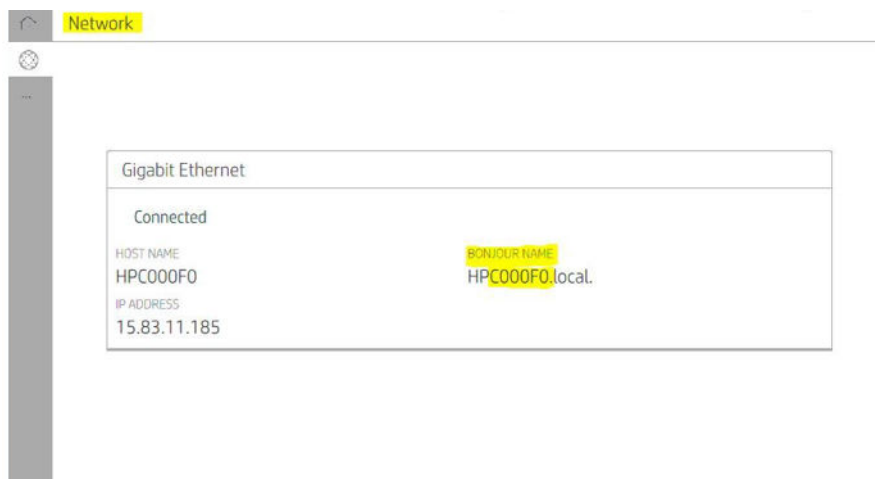 Network
...
Gigabit Ethernet
Connected
HOST NAME
HPC000F0
BONJOUR NAME
HPC000F0.local.
IP ADDRESS
15.83.11.185